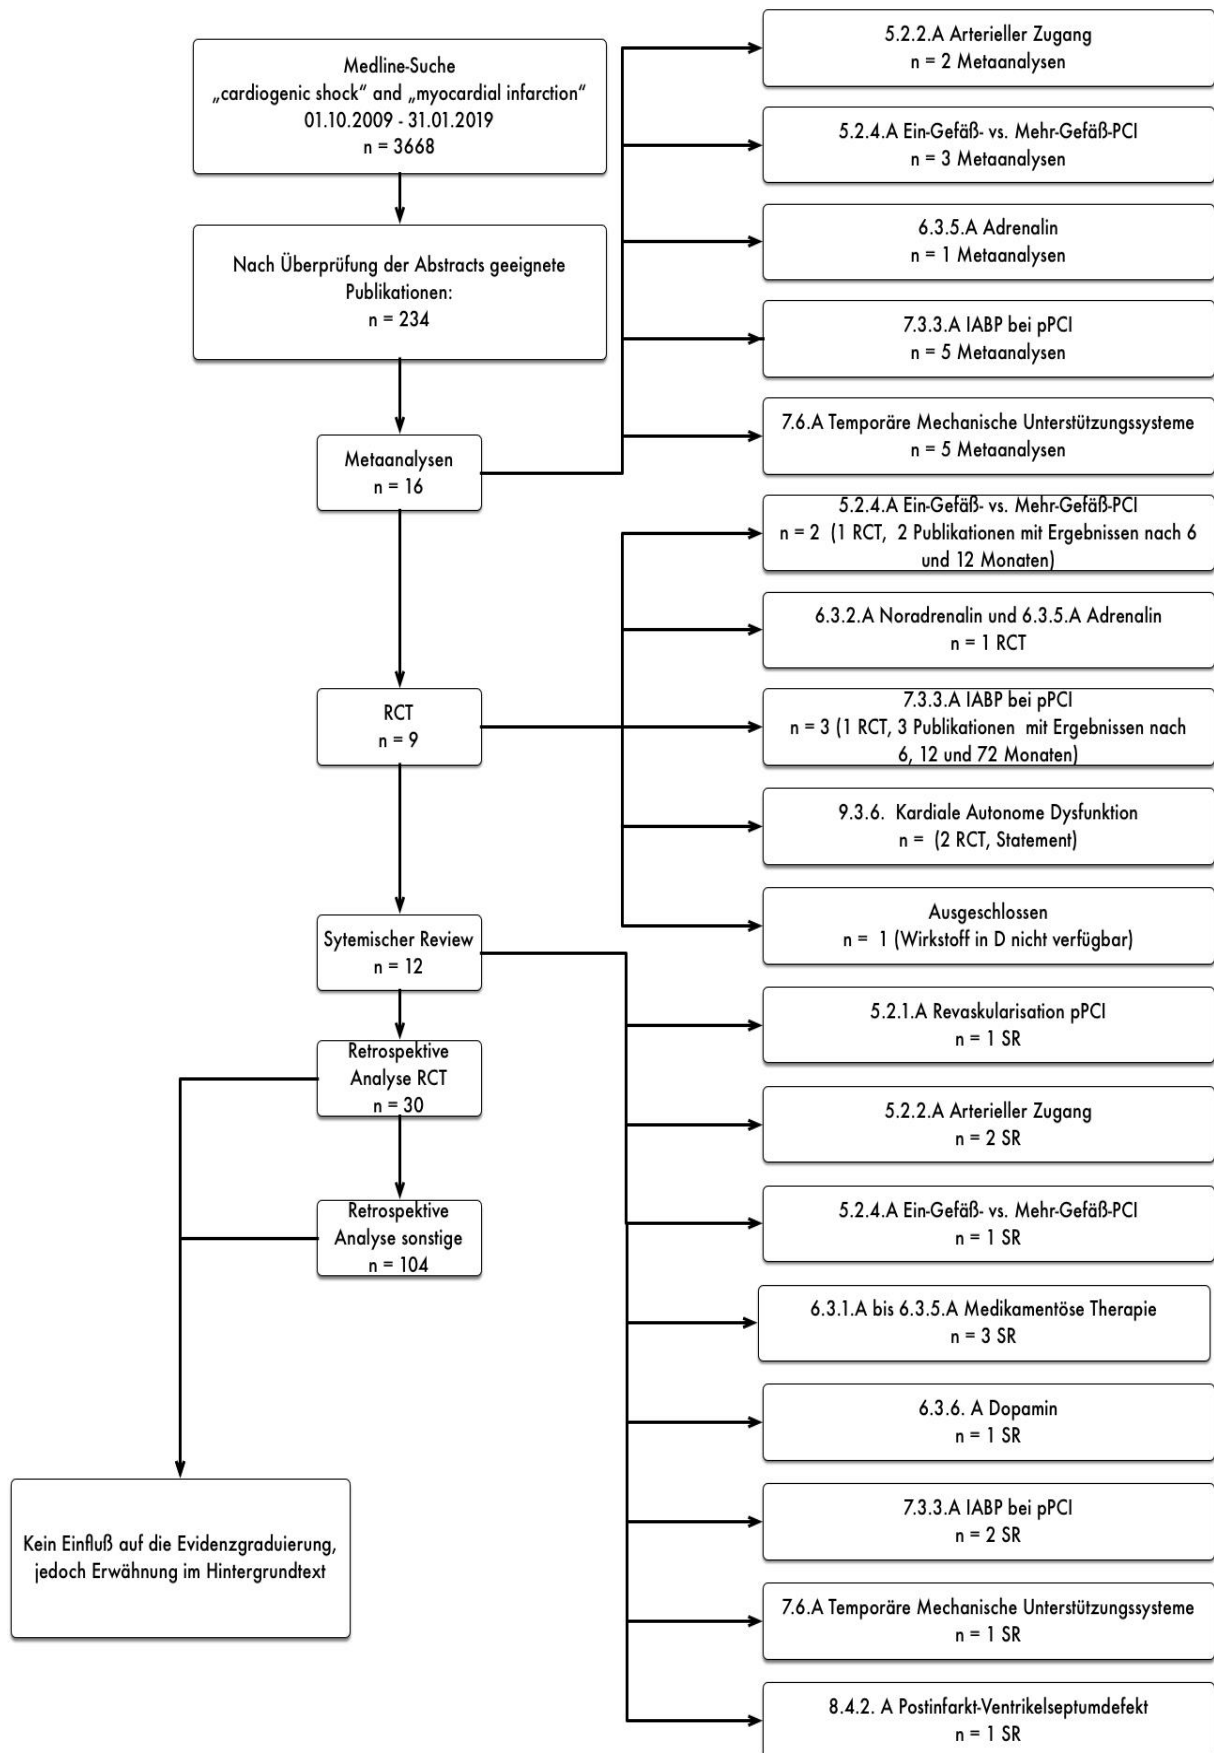 Medline-Suche
„cardiogenic shock“ and „myocardial infarction“
01.10.2009 - 31.01.2019
n = 3668
Nach Überprüfung der Abstracts geeignete
Publikationen:
n = 234
Metaanalysen
n = 16
RCT
n = 9
Sytemischer Review
n = 12
Retrospektive
Analyse RCT
n = 30
Retrospektive
Analyse sonstige
n = 104
Kein Einfluß auf die Evidenzgraduierung,
jedoch Erwähnung im Hintergrundtext
5.2.2.A Arterieller Zugang
n = 2 Metaanalysen
5.2.4.A Ein-Gefäß- vs. Mehr-Gefäß-PCI
n = 3 Metaanalysen
6.3.5.A Adrenalin
n = 1 Metaanalysen
7.3.3.A IABP bei pPCI
n = 5 Metaanalysen
7.6.A Temporäre Mechanische Unterstützungssysteme
n = 5 Metaanalysen
5.2.4.A Ein-Gefäß- vs. Mehr-Gefäß-PCI
n = 2 (1 RCT, 2 Publikationen mit Ergebnissen nach 6
und 12 Monaten)
6.3.2.A Noradrenalin und 6.3.5.A Adrenalin
n = 1 RCT
7.3.3.A IABP bei pPCI
n = 3 (1 RCT, 3 Publikationen mit Ergebnissen nach
6, 12 und 72 Monaten)
9.3.6. Kardiale Autonome Dysfunktion
n = (2 RCT, Statement)
Ausgeschlossen
n = 1 (Wirkstoff in D nicht verfügbar)
5.2.1.A Revaskularisation pPCI
n = 1 SR
5.2.2.A Arterieller Zugang
n = 2 SR
5.2.4.A Ein-Gefäß- vs. Mehr-Gefäß-PCI
n = 1 SR
6.3.1.A bis 6.3.5.A Medikamentöse Therapie
n = 3 SR
6.3.6. A Dopamin
n = 1 SR
7.3.3.A IABP bei pPCI
n = 2 SR
7.6.A Temporäre Mechanische Unterstützungssysteme
n = 1 SR
8.4.2. A Postinfarkt-Ventrikelseptumdefekt
n = 1 SR